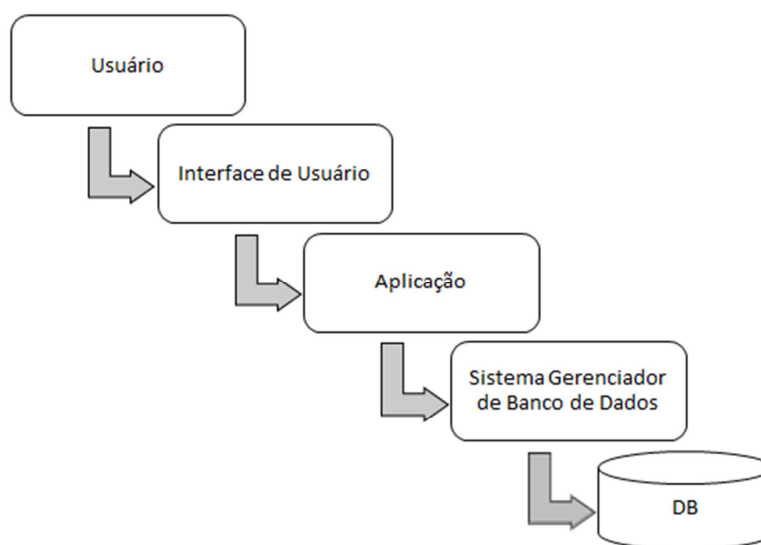 Usuário
Interface de Usuário
Aplicação
Sistema Gerenciador
de Banco de Dados
DB